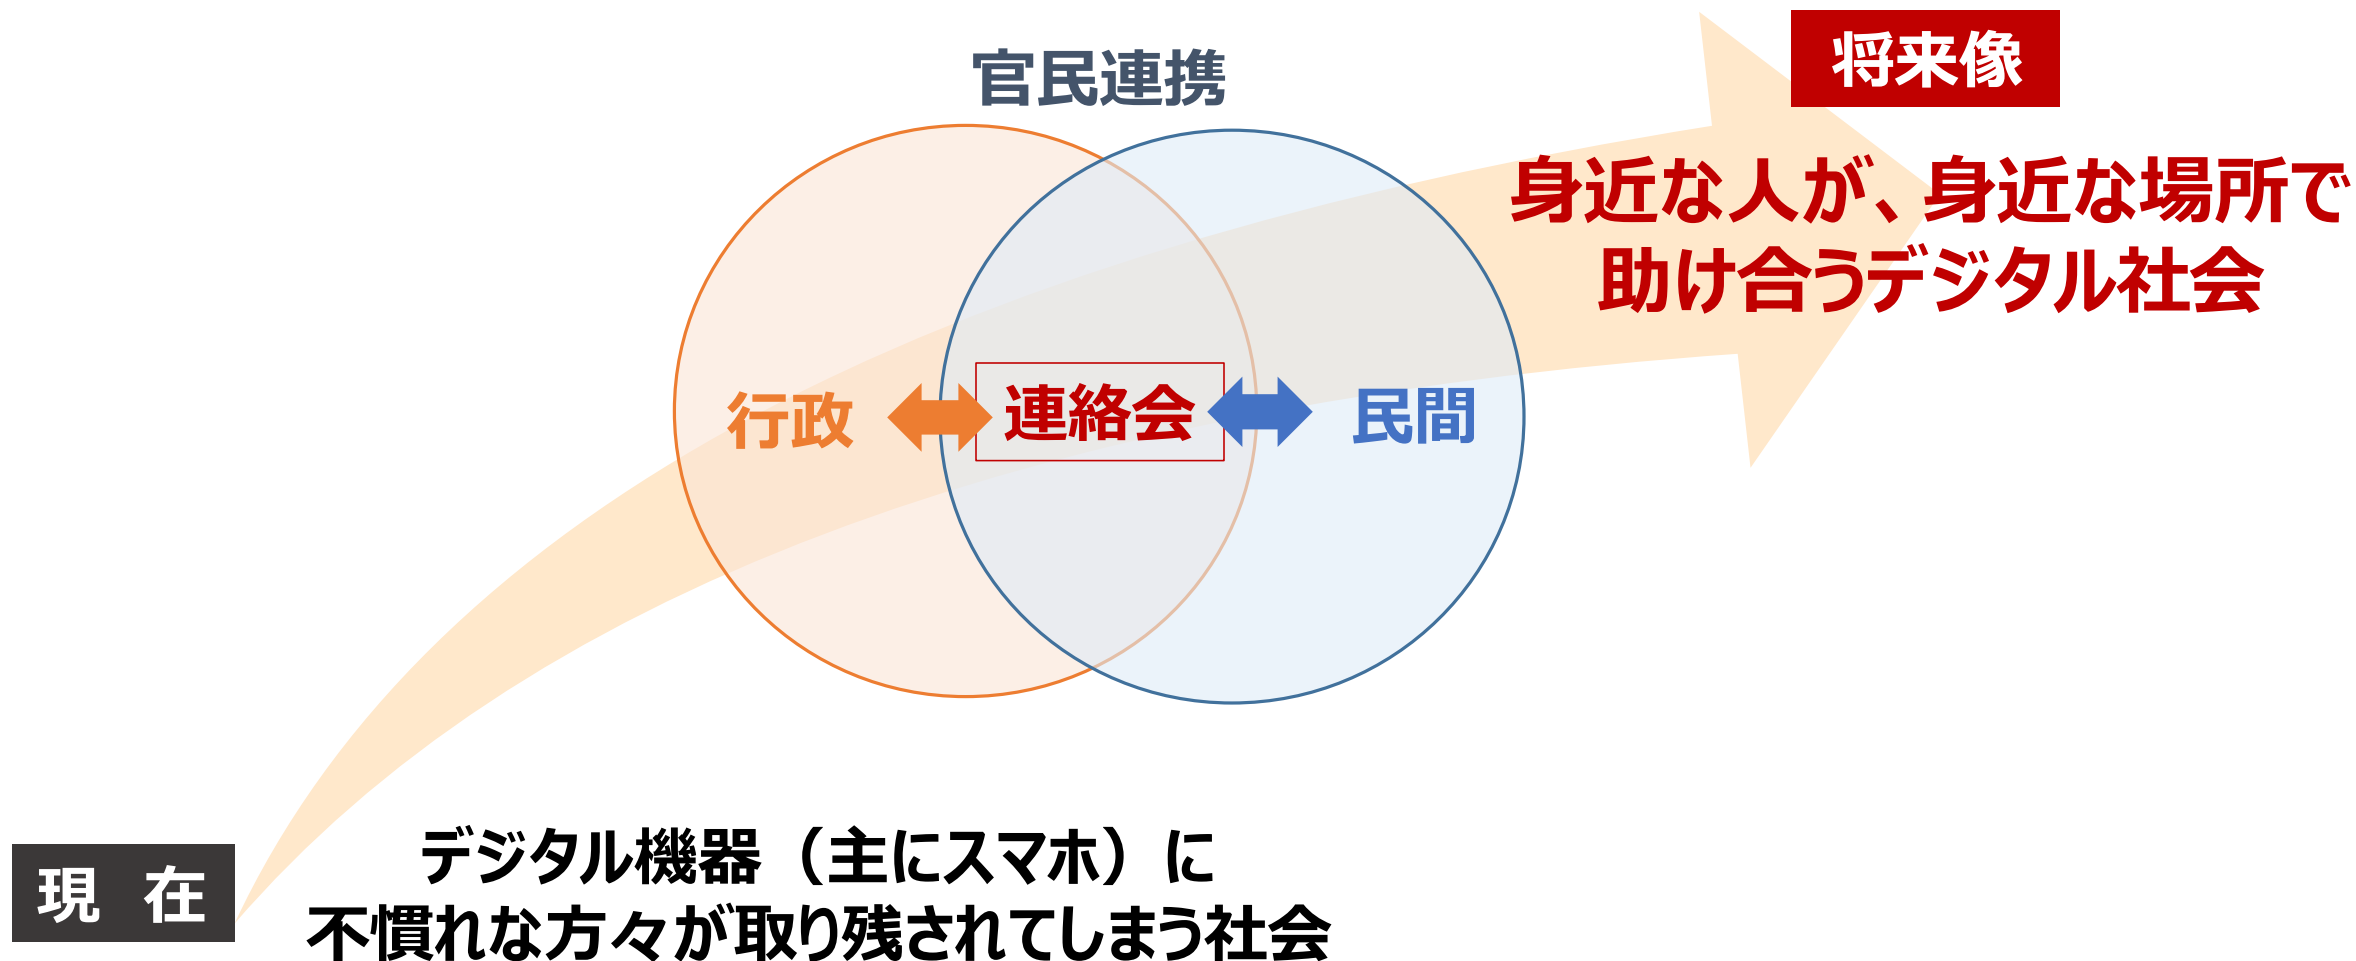 官民連携
将来像
身近な人が、身近な場所で
助け合うデジタル社会
行政
連絡会
民間
現　在
デジタル機器（主にスマホ）に
不慣れな方々が取り残されてしまう社会